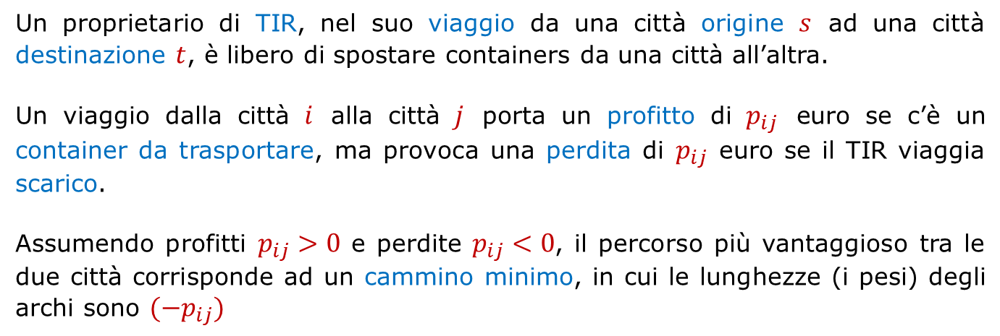 Un proprietario di TIR, nel suo viaggio da una città origine s ad una città
destinazione t, è libero di spostare containers da una città all’altra.
Un viaggio dalla città i alla città j porta un profitto di p_{ij} euro se c’è un
container da trasportare, ma provoca una perdita di p_{ij} euro se il TIR viaggia
scarico.
Assumendo profitti p_{ij} > 0 e perdite p_{ij} < 0, il percorso più vantaggioso tra le
due città corrisponde ad un cammino minimo, in cui le lunghezze (i pesi) degli
archi sono (−p_{ij})